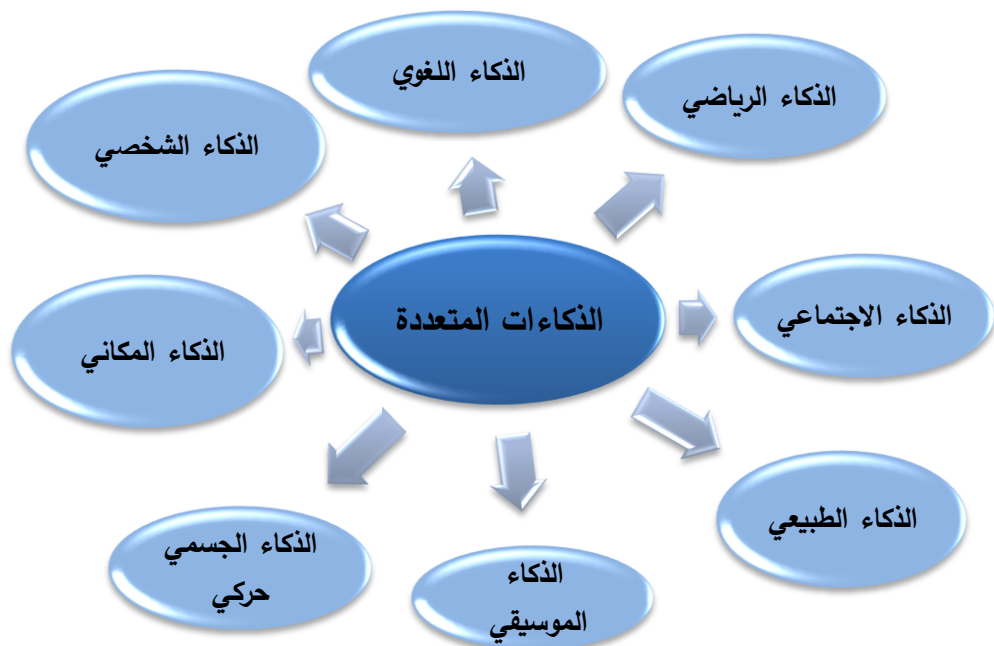 الذكاء اللغوي
الذكاء الرياضي
الذكاء الشخصي
الذكاءات المتعددة
الذكاء الاجتماعي
الذكاء المكاني
الذكاء الطبيعي
الذكاء الجسمي
حركي
الذكاء
الموسيقي